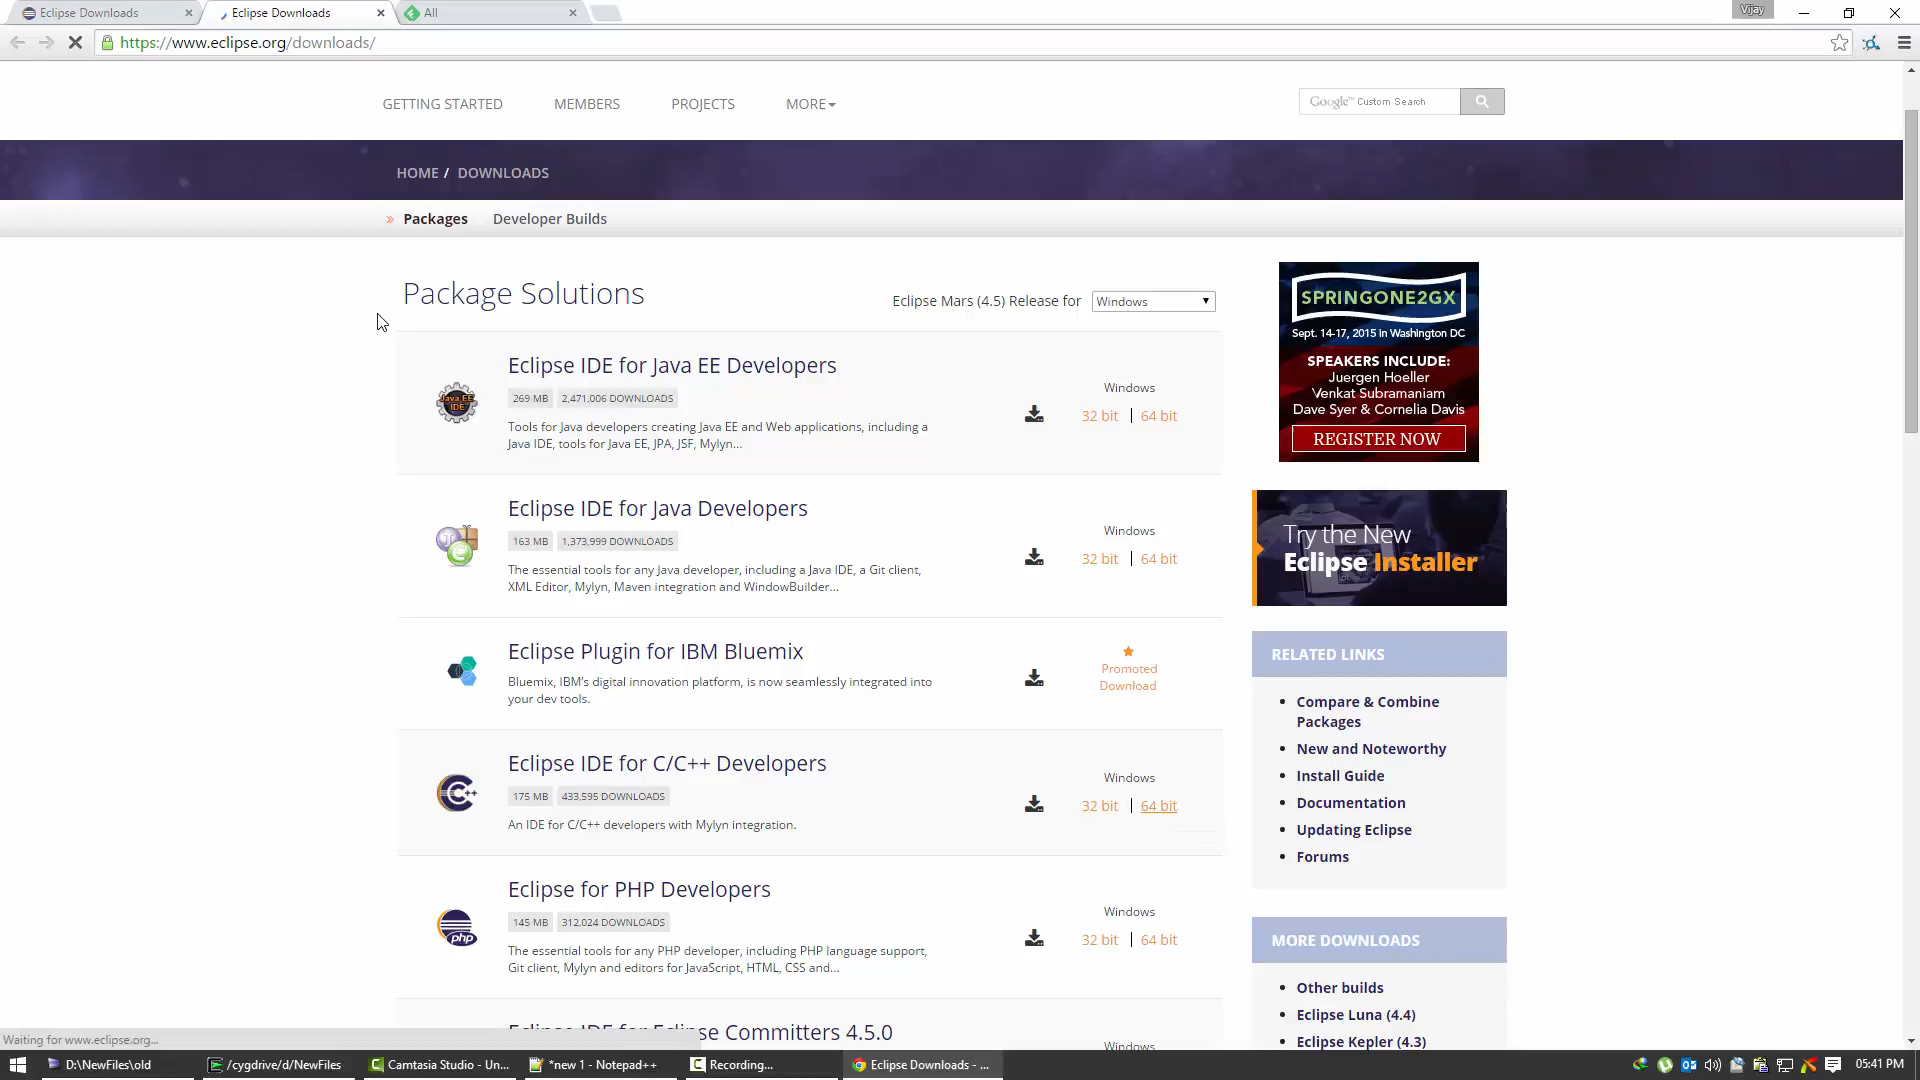 Eclipse Downloads
Eclipse Downloads
All
Vijay
https://www.eclipse.org/downloads/
GETTING STARTED
MEMBERS
PROJECTS
MORE
Google™ Custom Search
HOME / DOWNLOADS
» Packages
Developer Builds
Package Solutions
Eclipse Mars (4.5) Release for
Windows
Eclipse IDE for Java EE Developers
269 MB
2,471,006 DOWNLOADS
Tools for Java developers creating Java EE and Web applications, including a
Java IDE, tools for Java EE, JPA, JSF, Mylyn...
Java EE
IDE
Windows
32 bit | 64 bit
Eclipse IDE for Java Developers
163 MB
1,373,999 DOWNLOADS
The essential tools for any Java developer, including a Java IDE, a Git client,
XML Editor, Mylyn, Maven integration and WindowBuilder...
Windows
32 bit | 64 bit
Eclipse Plugin for IBM Bluemix
Bluemix, IBM's digital innovation platform, is now seamlessly integrated into
your dev tools.
Promoted
Download
Eclipse IDE for C/C++ Developers
175 MB
433,595 DOWNLOADS
An IDE for C/C++ developers with Mylyn integration.
C++
Windows
32 bit | 64 bit
Eclipse for PHP Developers
145 MB
312,024 DOWNLOADS
The essential tools for any PHP developer, including PHP language support,
Git client, Mylyn and editors for JavaScript, HTML, CSS and...
php
Windows
32 bit | 64 bit
Eclipse IDE for Eclipse Committers 4.5.0
Windows
SPRINGONE2GX
Sept. 14-17, 2015 in Washington DC
SPEAKERS INCLUDE:
Juergen Hoeller
Venkat Subramaniam
Dave Syer & Cornelia Davis
REGISTER NOW
Try the New
Eclipse Installer
RELATED LINKS
Compare & Combine
Packages
New and Noteworthy
Install Guide
Documentation
Updating Eclipse
Forums
MORE DOWNLOADS
Other builds
Eclipse Luna (4.4)
Eclipse Kepler (4.3)
Waiting for www.eclipse.org...
D:\NewFiles\old
/cygdrive/d/NewFiles
Camtasia Studio - Un...
*new 1 - Notepad++
Recording...
Eclipse Downloads - ...
05:41 PM